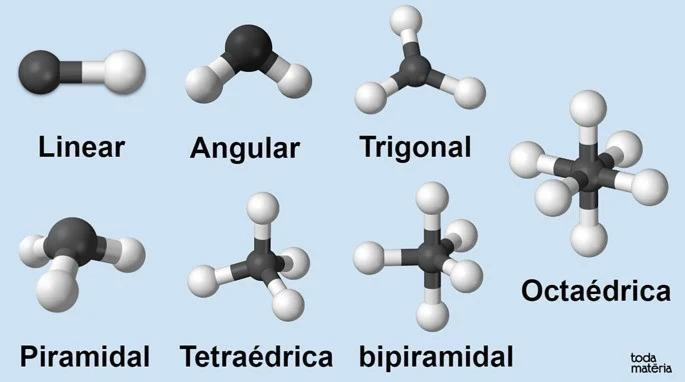 Linear
Angular
Trigonal
Octaédrica
Piramidal
Tetraédrica
bipiramidal
toda
matéria